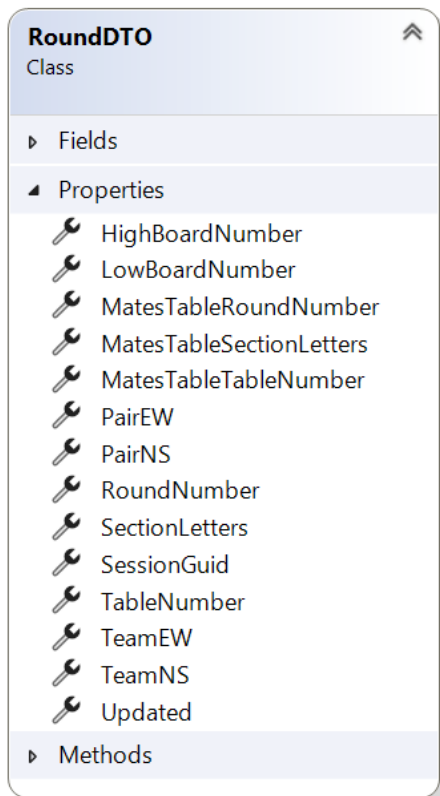 RoundDTO
Class
Fields
Properties
HighBoardNumber
LowBoardNumber
MatesTableRoundNumber
MatesTableSectionLetters
MatesTableTableNumber
PairEW
PairNS
RoundNumber
SectionLetters
SessionGuid
TableNumber
TeamEW
TeamNS
Updated
Methods